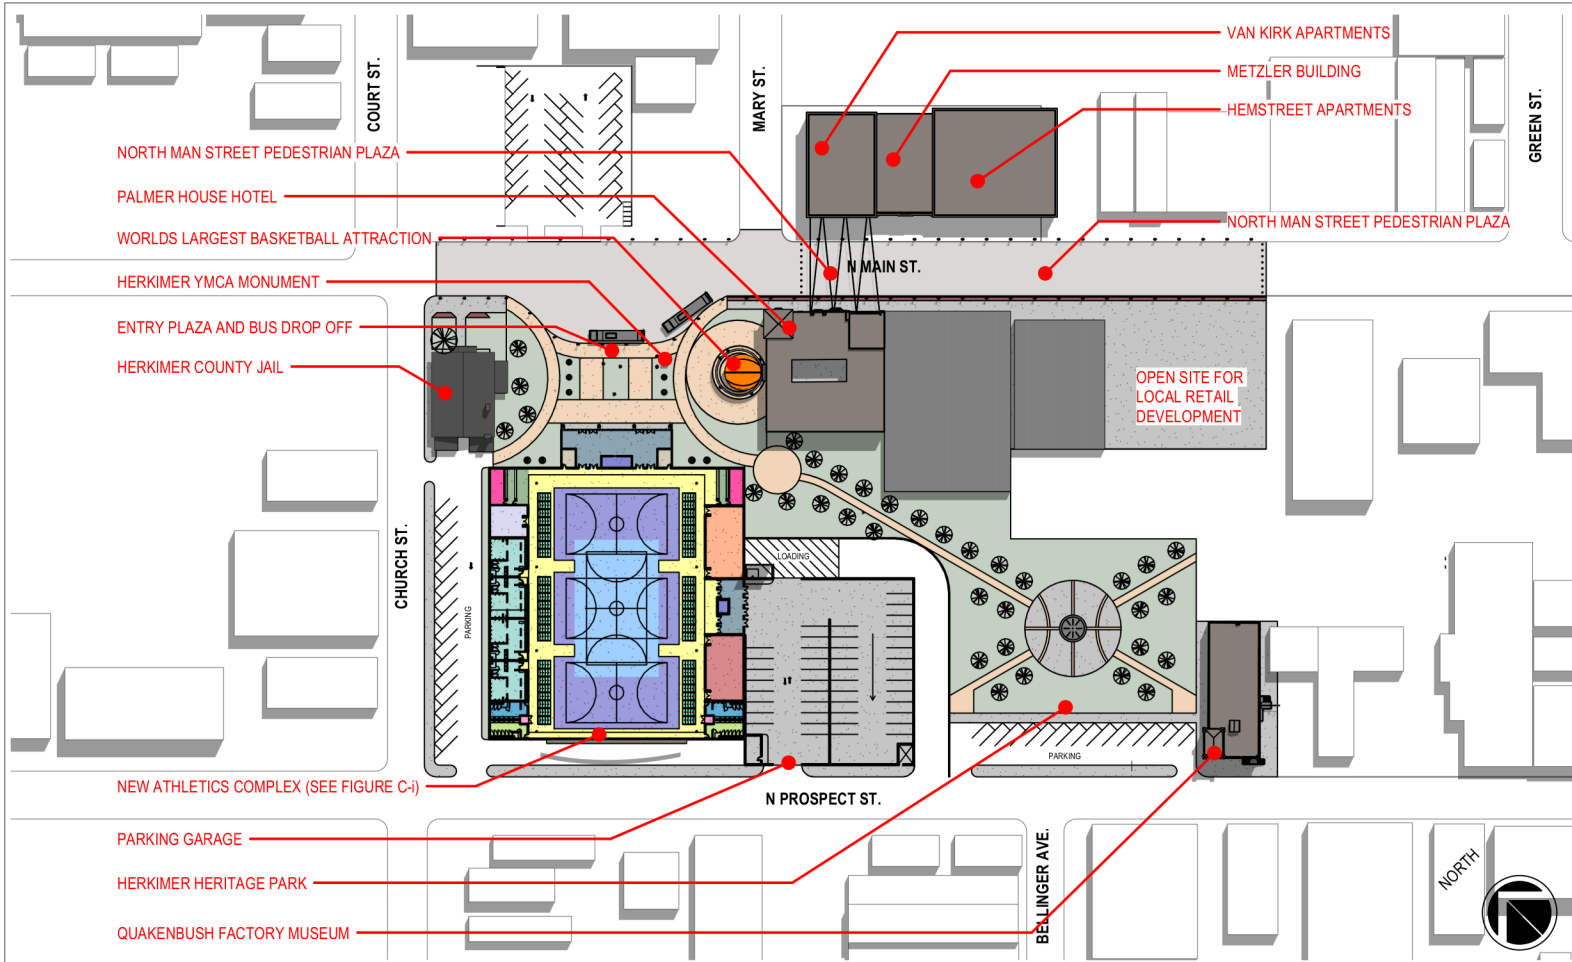 VAN KIRK APARTMENTS
METZLER BUILDING
HEMSTREET APARTMENTS
COURT ST.
MARY ST.
GREEN ST.
NORTH MAN STREET PEDESTRIAN PLAZA
PALMER HOUSE HOTEL
NORTH MAN STREET PEDESTRIAN PLAZA
WORLDS LARGEST BASKETBALL ATTRACTION
N MAIN ST.
HERKIMER YMCA MONUMENT
ENTRY PLAZA AND BUS DROP OFF
HERKIMER COUNTY JAIL
OPEN SITE FOR
LOCAL RETAIL
DEVELOPMENT
CHURCH ST.
PARKING
LOADING
PARKING
NEW ATHLETICS COMPLEX (SEE FIGURE C-i)
N PROSPECT ST.
PARKING GARAGE
HERKIMER HERITAGE PARK
BELLINGER AVE.
NORTH
QUAKENBUSH FACTORY MUSEUM